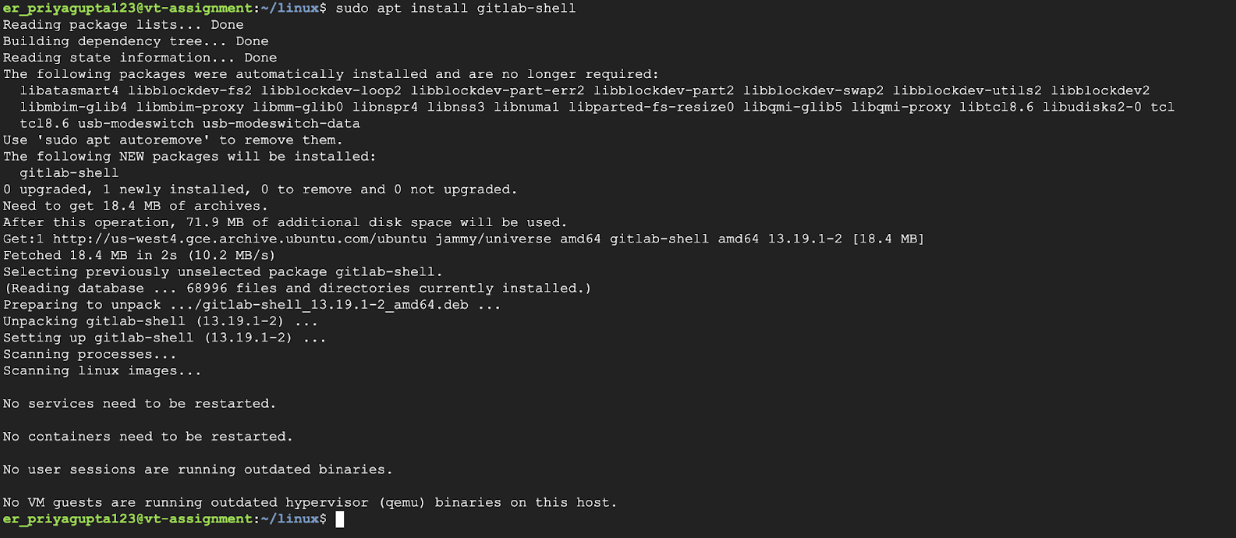 er_priyagupta123@vt-assignment:~/linux$ sudo apt install gitlab-shell
Reading package lists... Done
Building dependency tree... Done
Reading state information... Done
The following packages were automatically installed and are no longer required:
  libatasmart4 libblockdev-fs2 libblockdev-loop2 libblockdev-part-err2 libblockdev-part2 libblockdev-swap2 libblockdev-utils2 libblockdev2
  libmbim-glib4 libmbim-proxy libmm-glib0 libnspr4 libnss3 libnuma1 libparted-fs-resize0 libqmi-glib5 libqmi-proxy libtcl8.6 libudisks2-0 tcl
  tcl8.6 usb-modeswitch usb-modeswitch-data
Use 'sudo apt autoremove' to remove them.
The following NEW packages will be installed:
  gitlab-shell
0 upgraded, 1 newly installed, 0 to remove and 0 not upgraded.
Need to get 18.4 MB of archives.
After this operation, 71.9 MB of additional disk space will be used.
Get:1 http://us-west4.gce.archive.ubuntu.com/ubuntu jammy/universe amd64 gitlab-shell amd64 13.19.1-2 [18.4 MB]
Fetched 18.4 MB in 2s (10.2 MB/s)
Selecting previously unselected package gitlab-shell.
(Reading database ... 68996 files and directories currently installed.)
Preparing to unpack .../gitlab-shell_13.19.1-2_amd64.deb ...
Unpacking gitlab-shell (13.19.1-2) ...
Setting up gitlab-shell (13.19.1-2) ...
Scanning processes...
Scanning linux images...
No services need to be restarted.
No containers need to be restarted.
No user sessions are running outdated binaries.
No VM guests are running outdated hypervisor (qemu) binaries on this host.
er_priyagupta123@vt-assignment:~/linux$